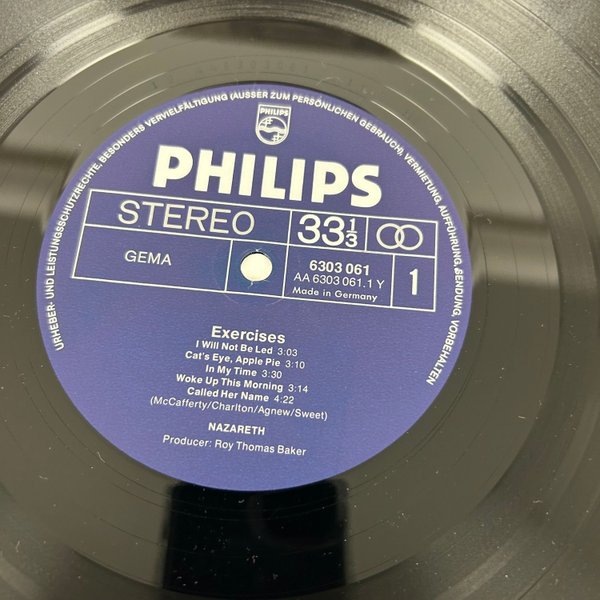 URHEBER- UND LEISTUNGSSCHUTZRECHTE, BESONDERS VERVIELFÄLTIGUNG (AUSSER ZUM PERSÖNLICHEN GEBRAUCH), VERMIETUNG, AUFFÜHRUNG, SENDUNG, VORBEHALTEN
PHILIPS
PHILIPS
STEREO
33⅓
GEMA
6303 061
AA 6303 061.1 Y
Made in Germany
1
Exercises
I Will Not Be Led 3:03
Cat's Eye, Apple Pie 3:10
In My Time 3:30
Woke Up This Morning 3:14
Called Her Name 4:22
(McCafferty/Charlton/Agnew/Sweet)
NAZARETH
Producer: Roy Thomas Baker